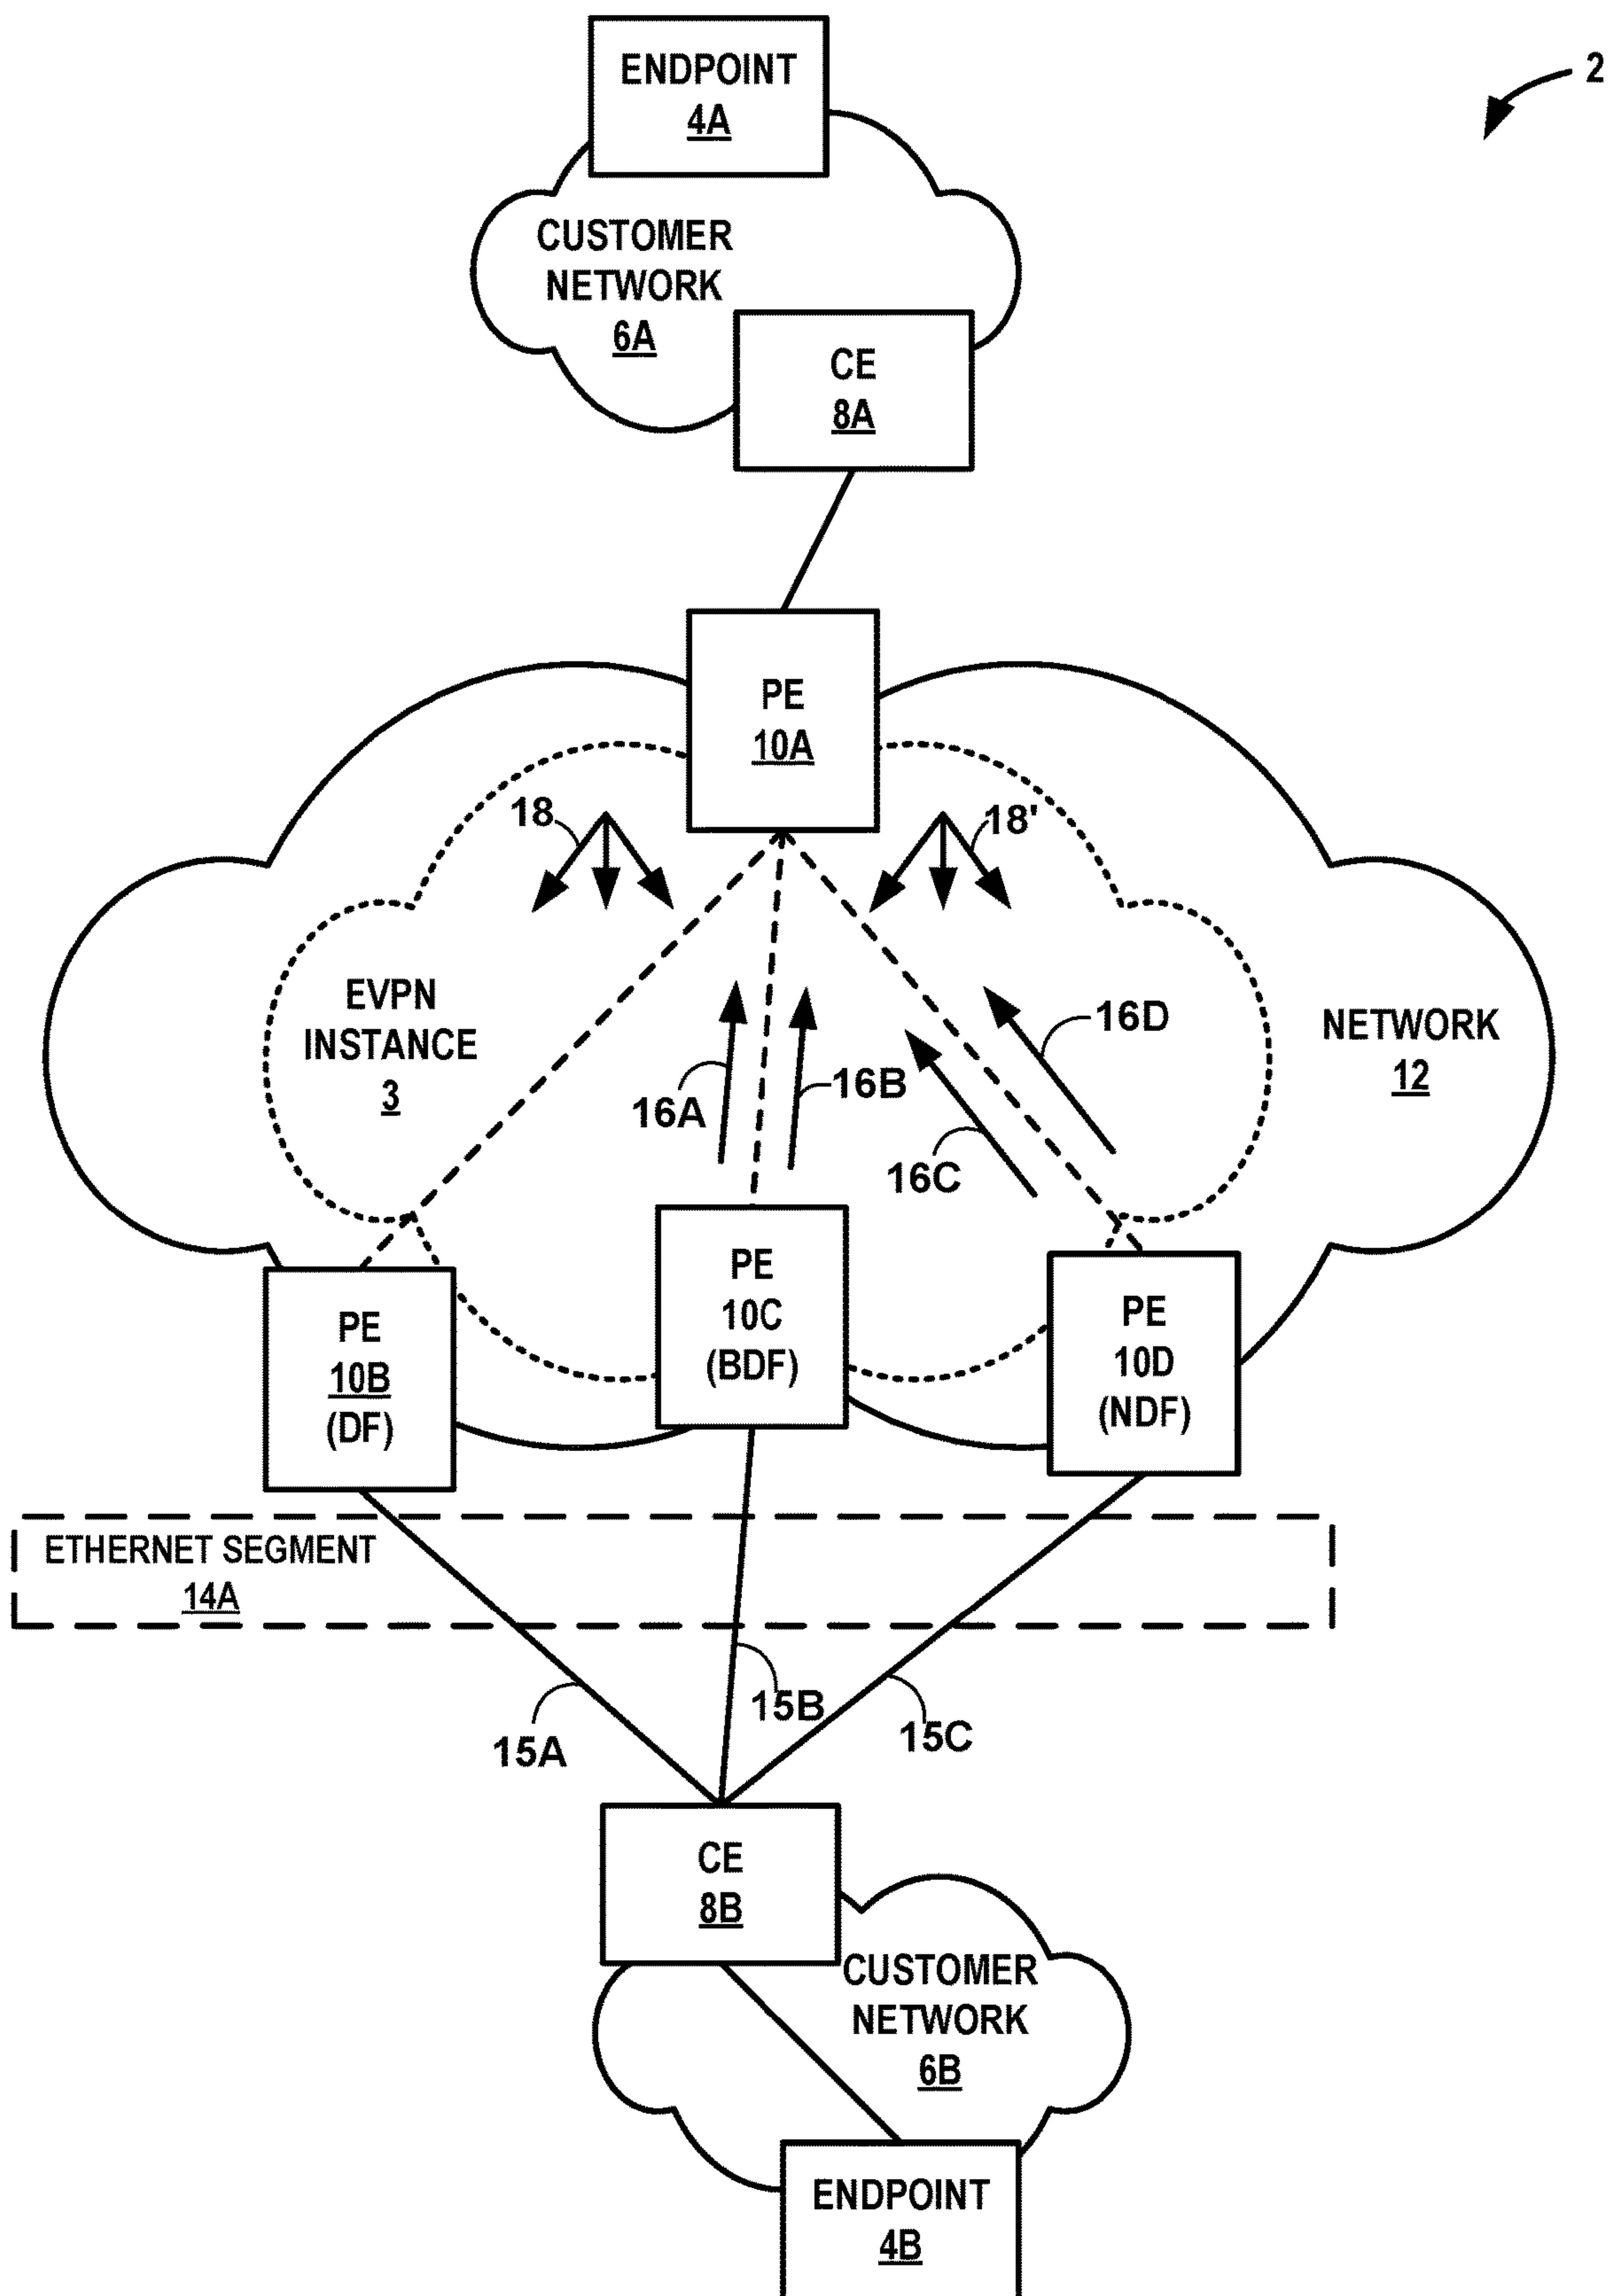 ENDPOINT
4A
2
CUSTOMER
NETWORK
6A
CE
8A
PE
10A
18
18'
EVPN
INSTANCE
3
NETWORK
12
16A
16B
16C
16D
PE
10B
(DF)
PE
10C
(BDF)
PE
10D
(NDF)
ETHERNET SEGMENT
14A
15A
15B
15C
CE
8B
CUSTOMER
NETWORK
6B
ENDPOINT
4B